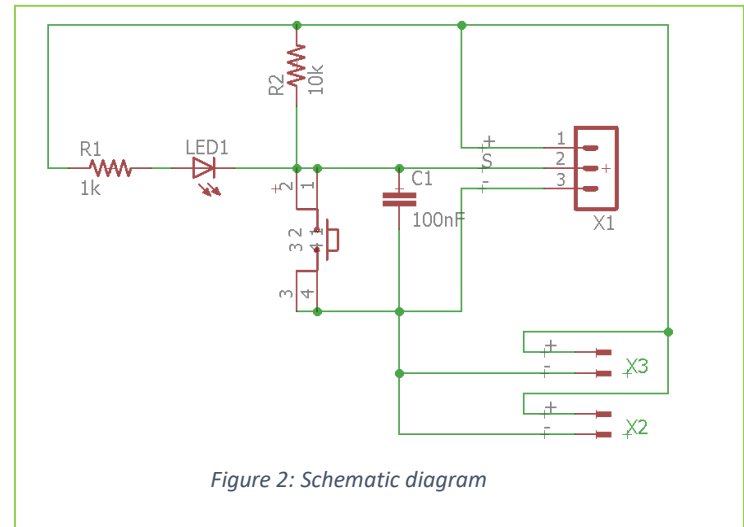 R2
10k
R1
1k
LED1
+
S
-
1
2
3
+
X1
C1
100nF
+
2
1
3
2
4
1
3
4
+
-
X3
+
-
X2
Figure 2: Schematic diagram